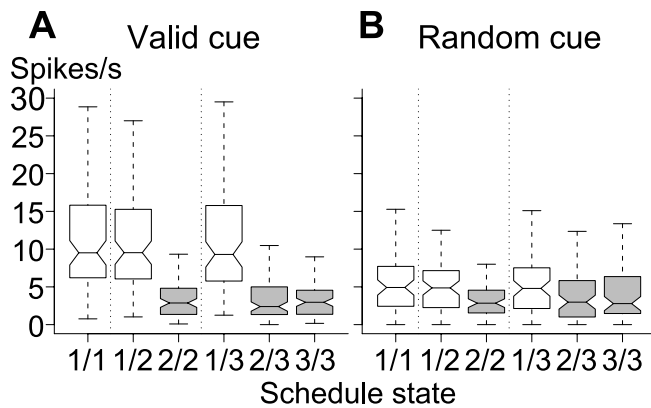 A Valid cue B Random cue
Spikes/s
30
25
20
15
10
5
0
1/1 1/2 2/2 1/3 2/3 3/3 1/1 1/2 2/2 1/3 2/3 3/3
Schedule state